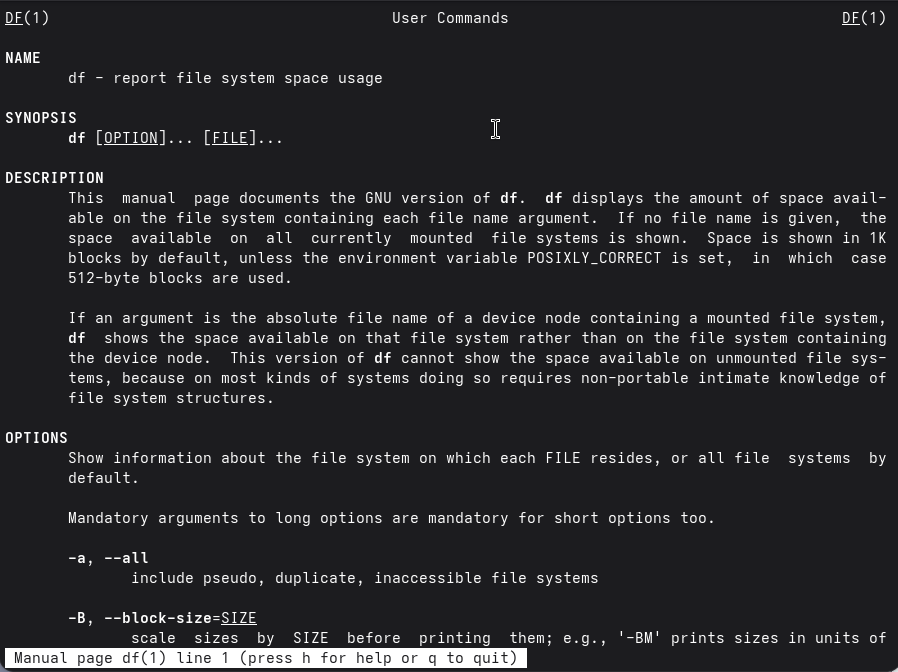 DF(1) User Commands DF(1)
NAME
df - report file system space usage
SYNOPSIS
df [OPTION]... [FILE]...
DESCRIPTION
This manual page documents the GNU version of df. df displays the amount of space avail-
able on the file system containing each file name argument. If no file name is given, the
space available on all currently mounted file systems is shown. Space is shown in 1K
blocks by default, unless the environment variable POSIXLY_CORRECT is set, in which case
512-byte blocks are used.
If an argument is the absolute file name of a device node containing a mounted file system,
df shows the space available on that file system rather than on the file system containing
the device node. This version of df cannot show the space available on unmounted file sys-
tems, because on most kinds of systems doing so requires non-portable intimate knowledge of
file system structures.
OPTIONS
Show information about the file system on which each FILE resides, or all file systems by
default.
Mandatory arguments to long options are mandatory for short options too.
-a, --all
include pseudo, duplicate, inaccessible file systems
-B, --block-size=SIZE
scale sizes by SIZE before printing them; e.g., '-BM' prints sizes in units of
Manual page df(1) line 1 (press h for help or q to quit)